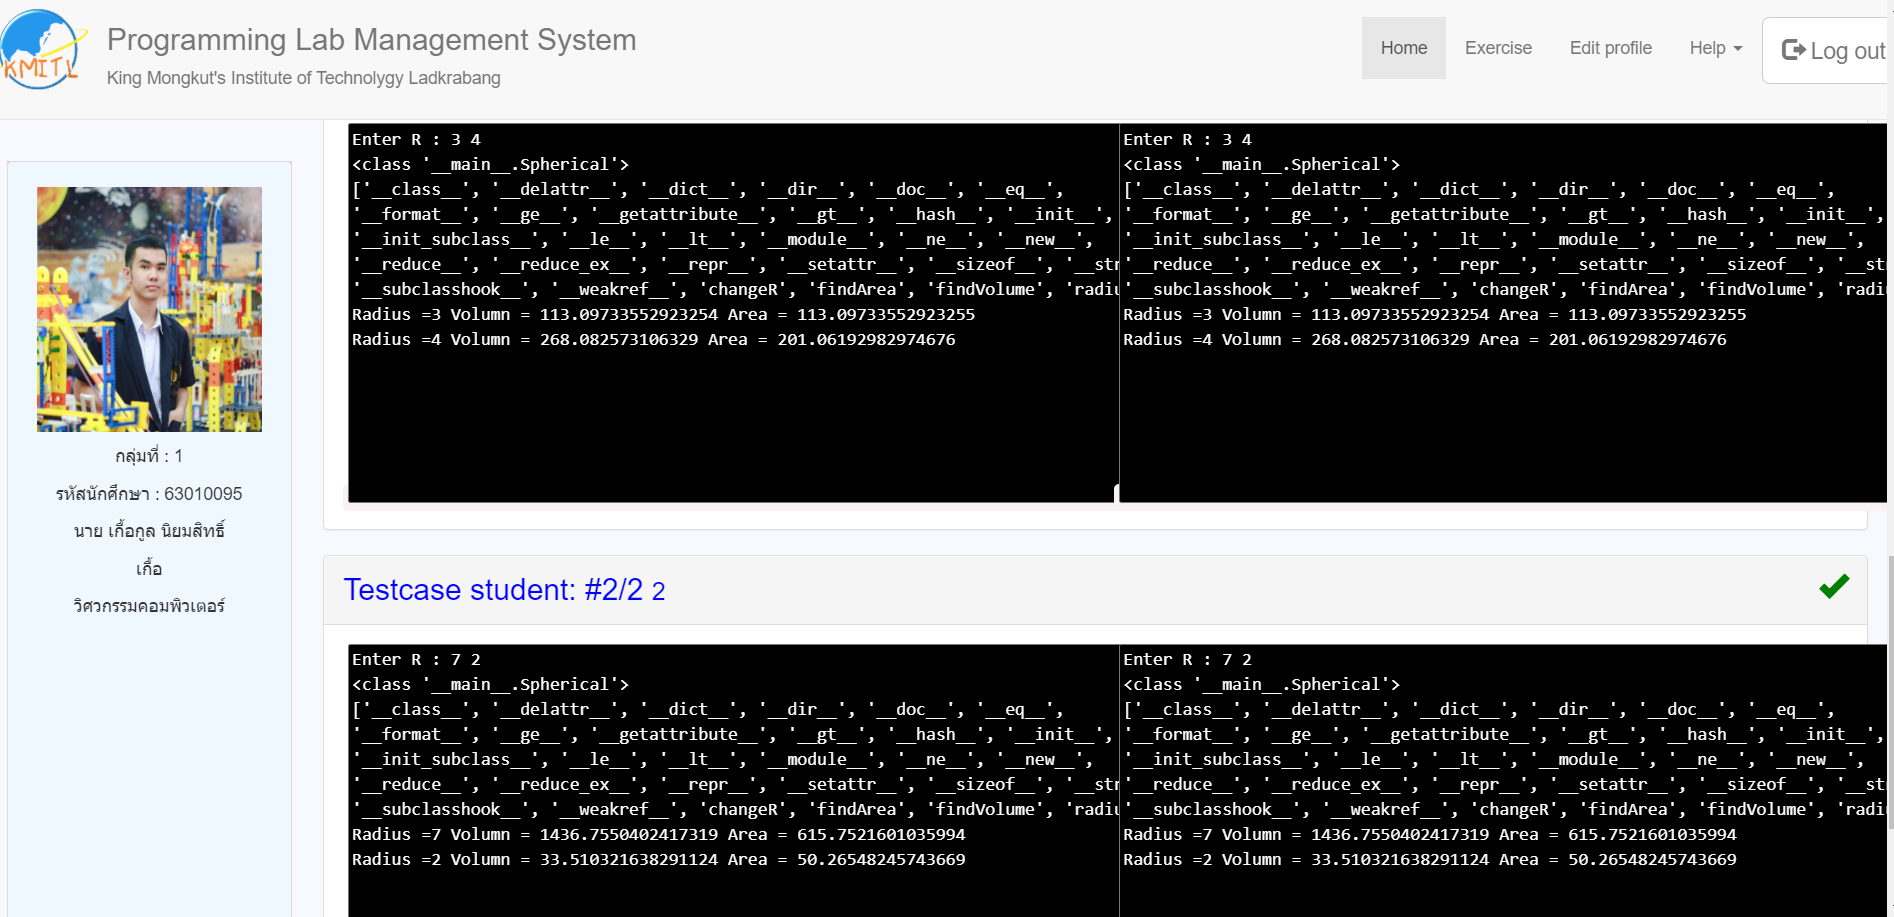 KMITL
Programming Lab Management System
King Mongkut's Institute of Technolygy Ladkrabang
Home
Exercise
Edit profile
Help
Log out
กลุ่มที่ : 1
รหัสนักศึกษา : 63010095
นาย เกื้อกูล นิยมสิทธิ์
เกื้อ
วิศวกรรมคอมพิวเตอร์
Enter R : 3 4
<class '__main__.Spherical'>
['__class__', '__delattr__', '__dict__', '__dir__', '__doc__', '__eq__',
'__format__', '__ge__', '__getattribute__', '__gt__', '__hash__', '__init__',
'__init_subclass__', '__le__', '__lt__', '__module__', '__ne__', '__new__',
'__reduce__', '__reduce_ex__', '__repr__', '__setattr__', '__sizeof__', '__str
'__subclasshook__', '__weakref__', 'changeR', 'findArea', 'findVolume', 'radiu
Radius =3 Volumn = 113.09733552923254 Area = 113.09733552923255
Radius =4 Volumn = 268.082573106329 Area = 201.06192982974676
Enter R : 3 4
<class '__main__.Spherical'>
['__class__', '__delattr__', '__dict__', '__dir__', '__doc__', '__eq__',
'__format__', '__ge__', '__getattribute__', '__gt__', '__hash__', '__init__',
'__init_subclass__', '__le__', '__lt__', '__module__', '__ne__', '__new__',
'__reduce__', '__reduce_ex__', '__repr__', '__setattr__', '__sizeof__', '__st
'__subclasshook__', '__weakref__', 'changeR', 'findArea', 'findVolume', 'radi
Radius =3 Volumn = 113.09733552923254 Area = 113.09733552923255
Radius =4 Volumn = 268.082573106329 Area = 201.06192982974676
Testcase student: #2/2 2
Enter R : 7 2
<class '__main__.Spherical'>
['__class__', '__delattr__', '__dict__', '__dir__', '__doc__', '__eq__',
'__format__', '__ge__', '__getattribute__', '__gt__', '__hash__', '__init__',
'__init_subclass__', '__le__', '__lt__', '__module__', '__ne__', '__new__',
'__reduce__', '__reduce_ex__', '__repr__', '__setattr__', '__sizeof__', '__str
'__subclasshook__', '__weakref__', 'changeR', 'findArea', 'findVolume', 'radiu
Radius =7 Volumn = 1436.7550402417319 Area = 615.7521601035994
Radius =2 Volumn = 33.510321638291124 Area = 50.26548245743669
Enter R : 7 2
<class '__main__.Spherical'>
['__class__', '__delattr__', '__dict__', '__dir__', '__doc__', '__eq__',
'__format__', '__ge__', '__getattribute__', '__gt__', '__hash__', '__init__',
'__init_subclass__', '__le__', '__lt__', '__module__', '__ne__', '__new__',
'__reduce__', '__reduce_ex__', '__repr__', '__setattr__', '__sizeof__', '__st
'__subclasshook__', '__weakref__', 'changeR', 'findArea', 'findVolume', 'radi
Radius =7 Volumn = 1436.7550402417319 Area = 615.7521601035994
Radius =2 Volumn = 33.510321638291124 Area = 50.26548245743669